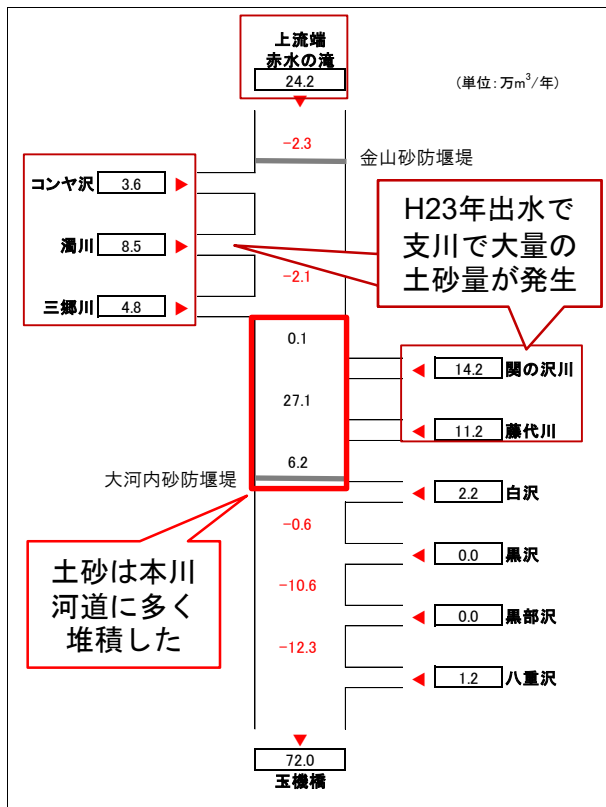 上流端
赤水の滝
24.2
(単位:万m³/年)
-2.3
金山砂防堰堤
コンヤ沢 3.6
濁川 8.5
-2.1
三郷川 4.8
H23年出水で
支川で大量の
土砂量が発生
0.1
14.2 関の沢川
27.1
11.2 藤代川
6.2
大河内砂防堰堤
2.2 白沢
-0.6
0.0 黒沢
-10.6
0.0 黒部沢
-12.3
1.2 八重沢
土砂は本川
河道に多く
堆積した
72.0
玉機橋